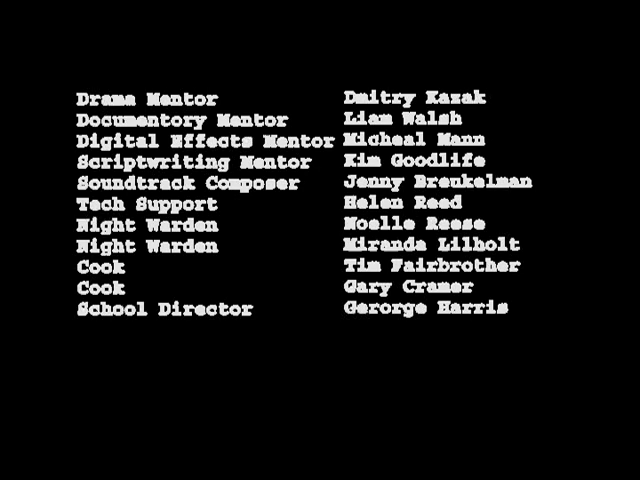 Drama Mentor Dmitry Kazak
Documentory Mentor Liam Walsh
Digital Effects Mentor Micheal Mann
Scriptwriting Mentor Kim Goodlife
Soundtrack Composer Jenny Breukelman
Tech Support Helen Reed
Night Warden Noelle Reese
Night Warden Miranda Lilholt
Cook Tim Fairbrother
Cook Gary Cramer
School Director Gerorge Harris